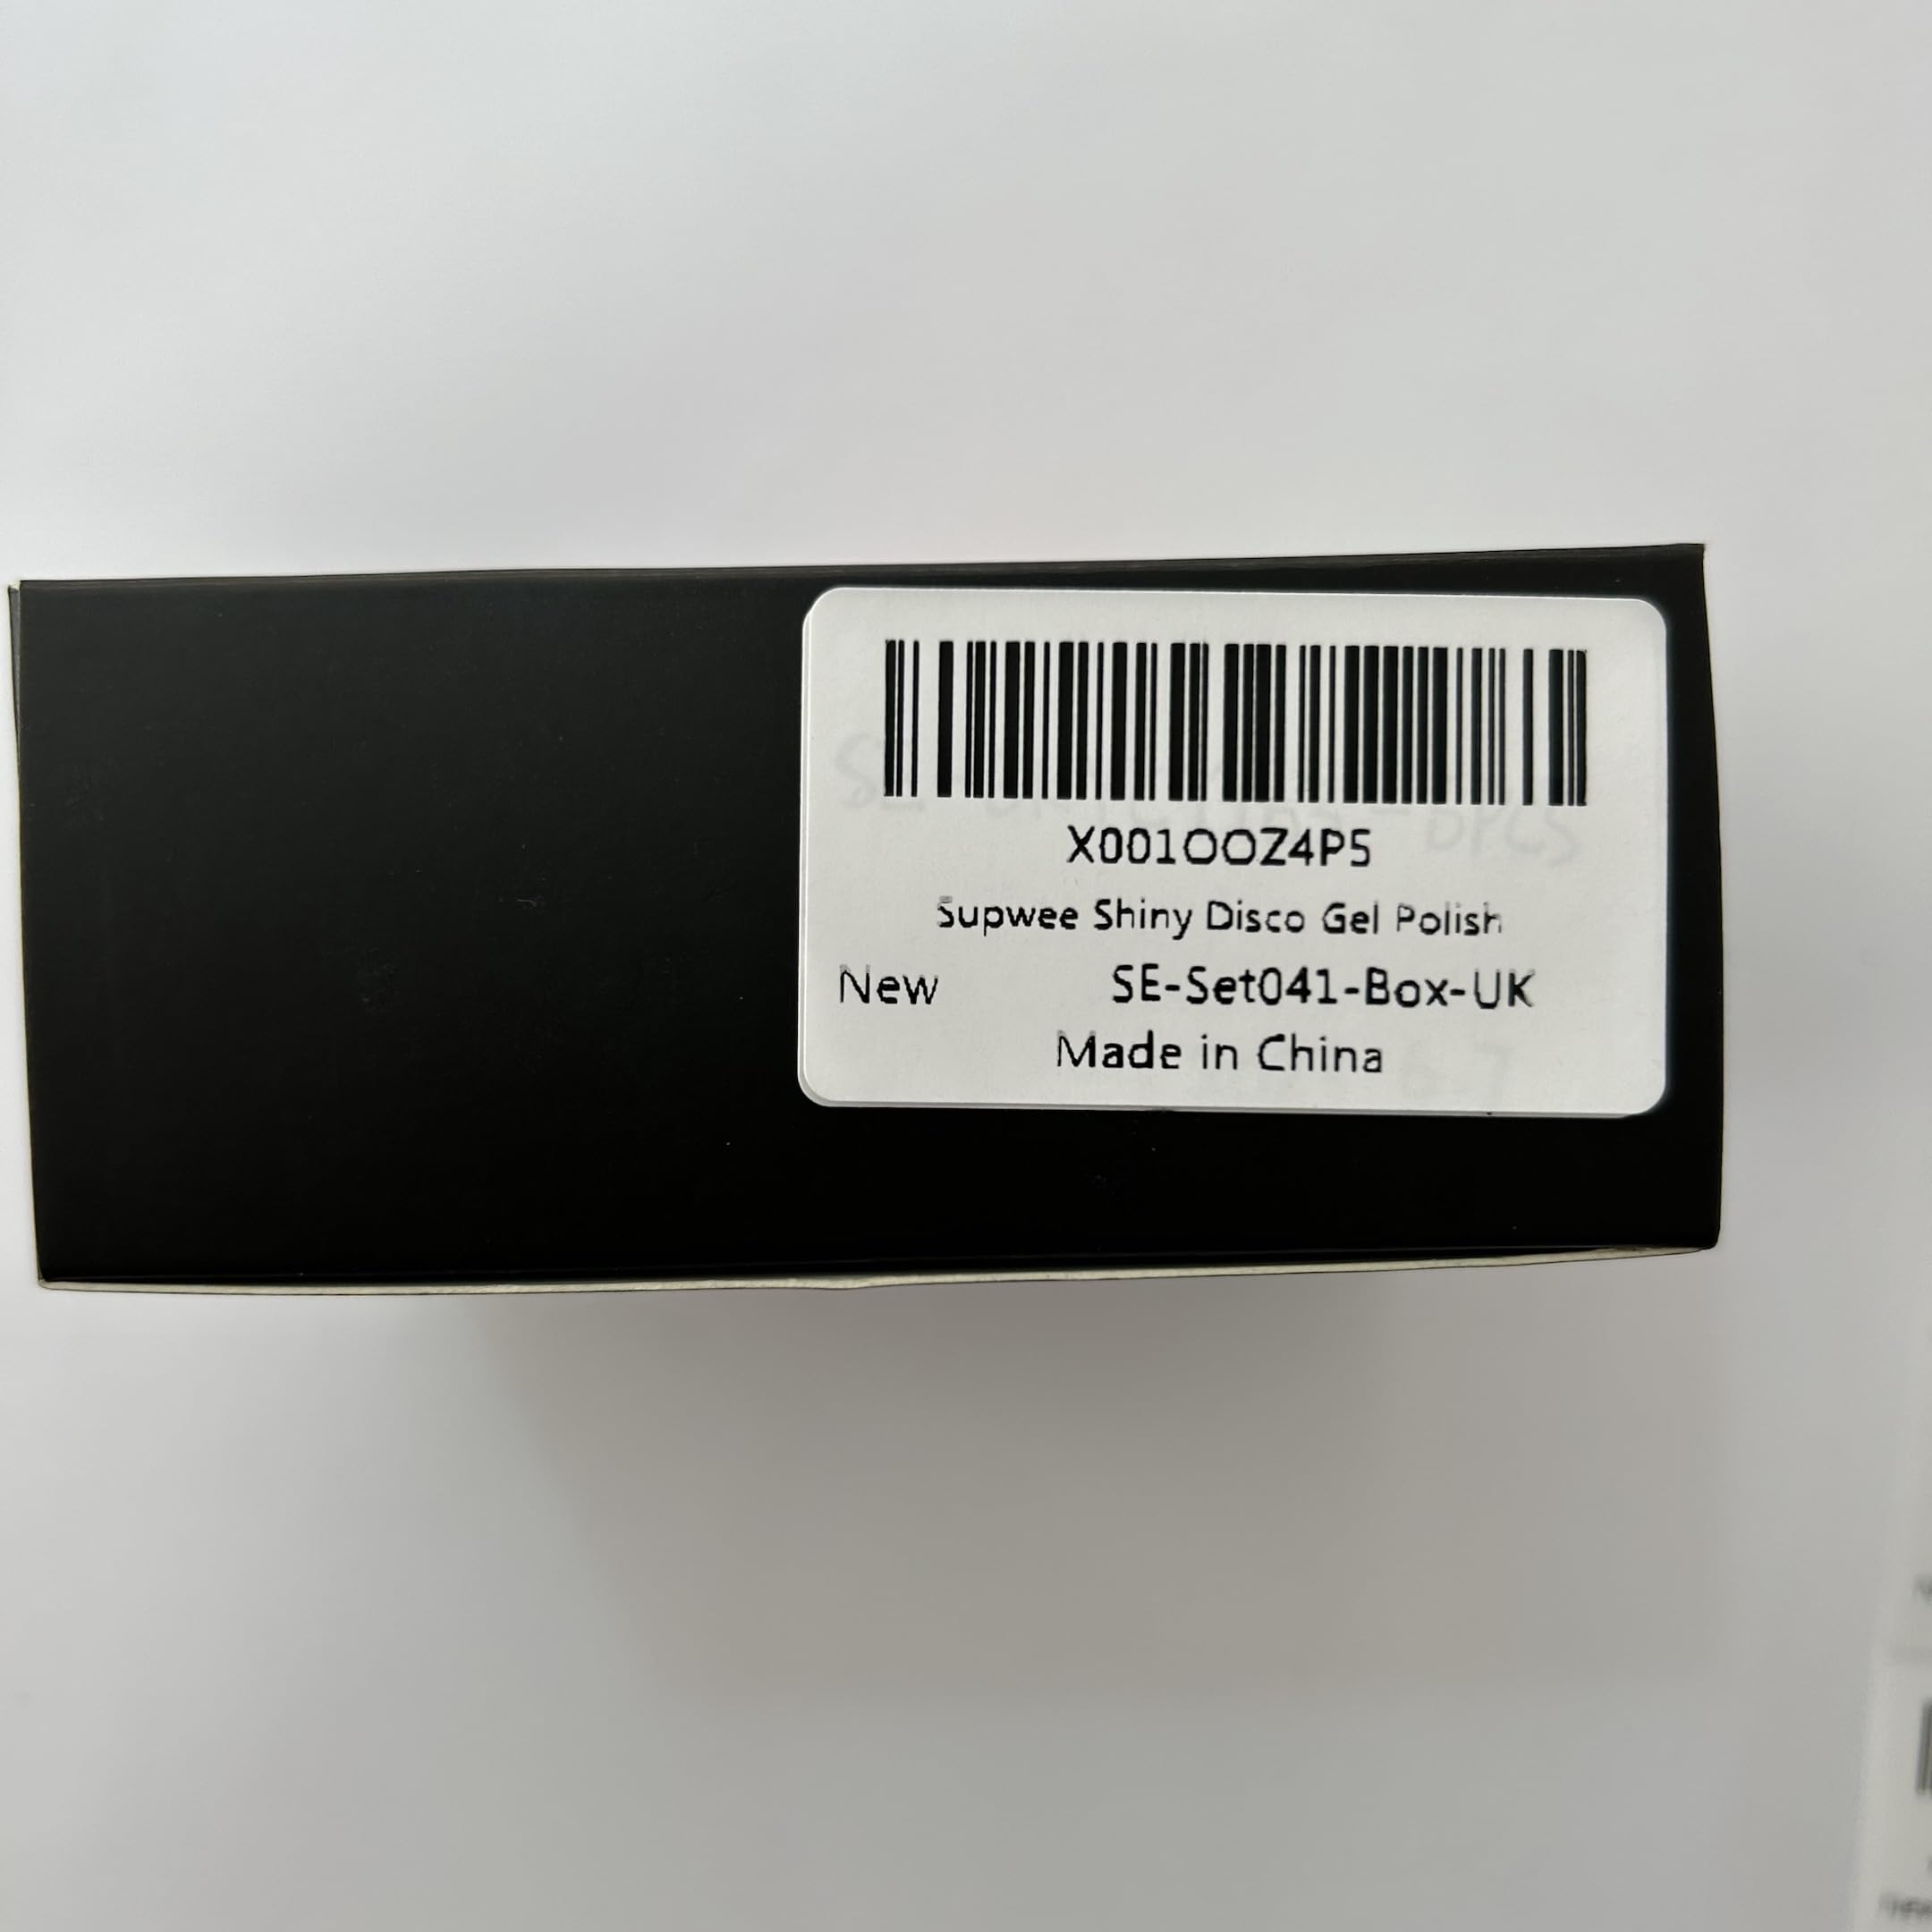 X001OOZ4P5
Supwee Shiny Disco Gel Polish
New SE-Set041-Box-UK
Made in China